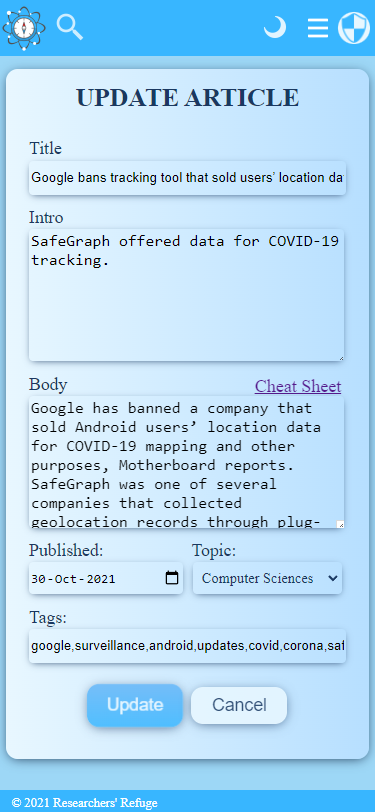 UPDATE ARTICLE
Title
Google bans tracking tool that sold users’ location da
Intro
SafeGraph offered data for COVID-19
tracking.
Body Cheat Sheet
Google has banned a company that
sold Android users’ location data
for COVID-19 mapping and other
purposes, Motherboard reports.
SafeGraph was one of several
companies that collected
geolocation records through plug-
Published: Topic:
30-Oct-2021 Computer Sciences
Tags:
google,surveillance,android,updates,covid,corona,saf
Update Cancel
© 2021 Researchers' Refuge